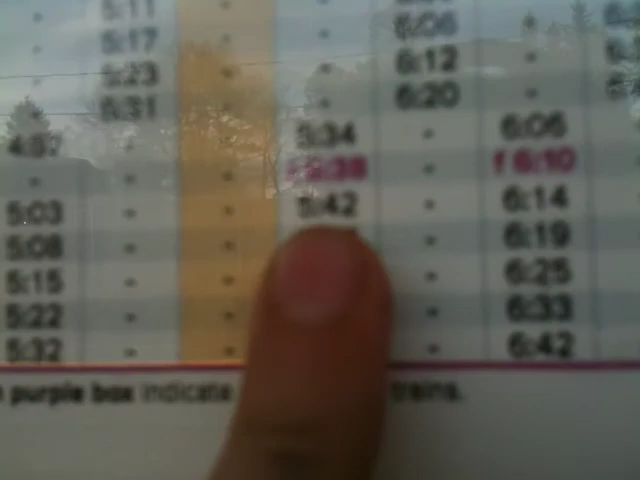 5:11
5:17 6:06
5:23 6:12
5:31 6:20
4:57 5:34 6:06
f 5:38 f 6:10
5:03 5:42 6:14
5:08 6:19
5:15 6:25
5:22 6:33
5:32 6:42
purple box indicate trains.